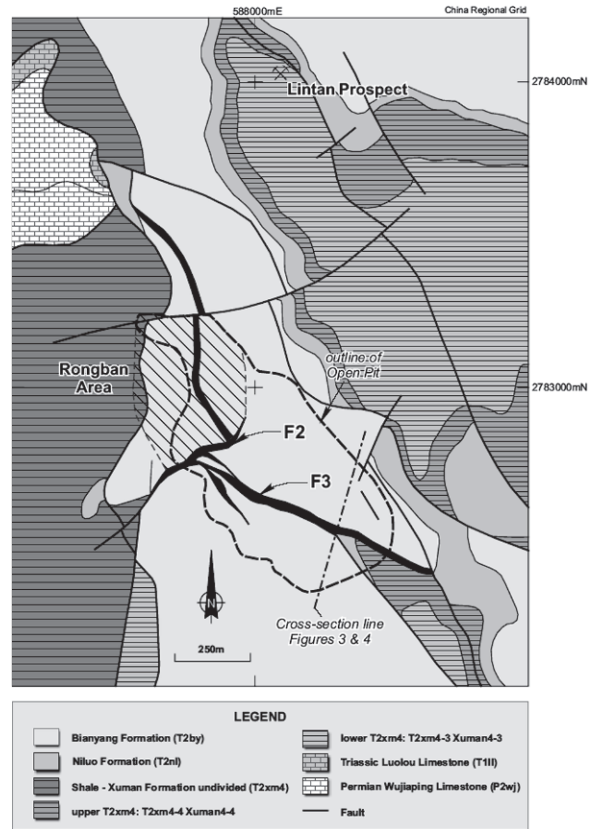 588000mE
China Regional Grid
2784000mN
Lintan Prospect
outline of
Open Pit
2783000mN
Rongban
Area
F2
F3
N
Cross-section line
Figures 3 & 4
250m
LEGEND
Bianyang Formation (T2by)
Niluo Formation (T2nl)
Shale - Xuman Formation undivided (T2xm4)
upper T2xm4: T2xm4-4 Xuman4-4
lower T2xm4: T2xm4-3 Xuman4-3
Triassic Luolou Limestone (T1ll)
Permian Wujiaping Limestone (P2wj)
Fault